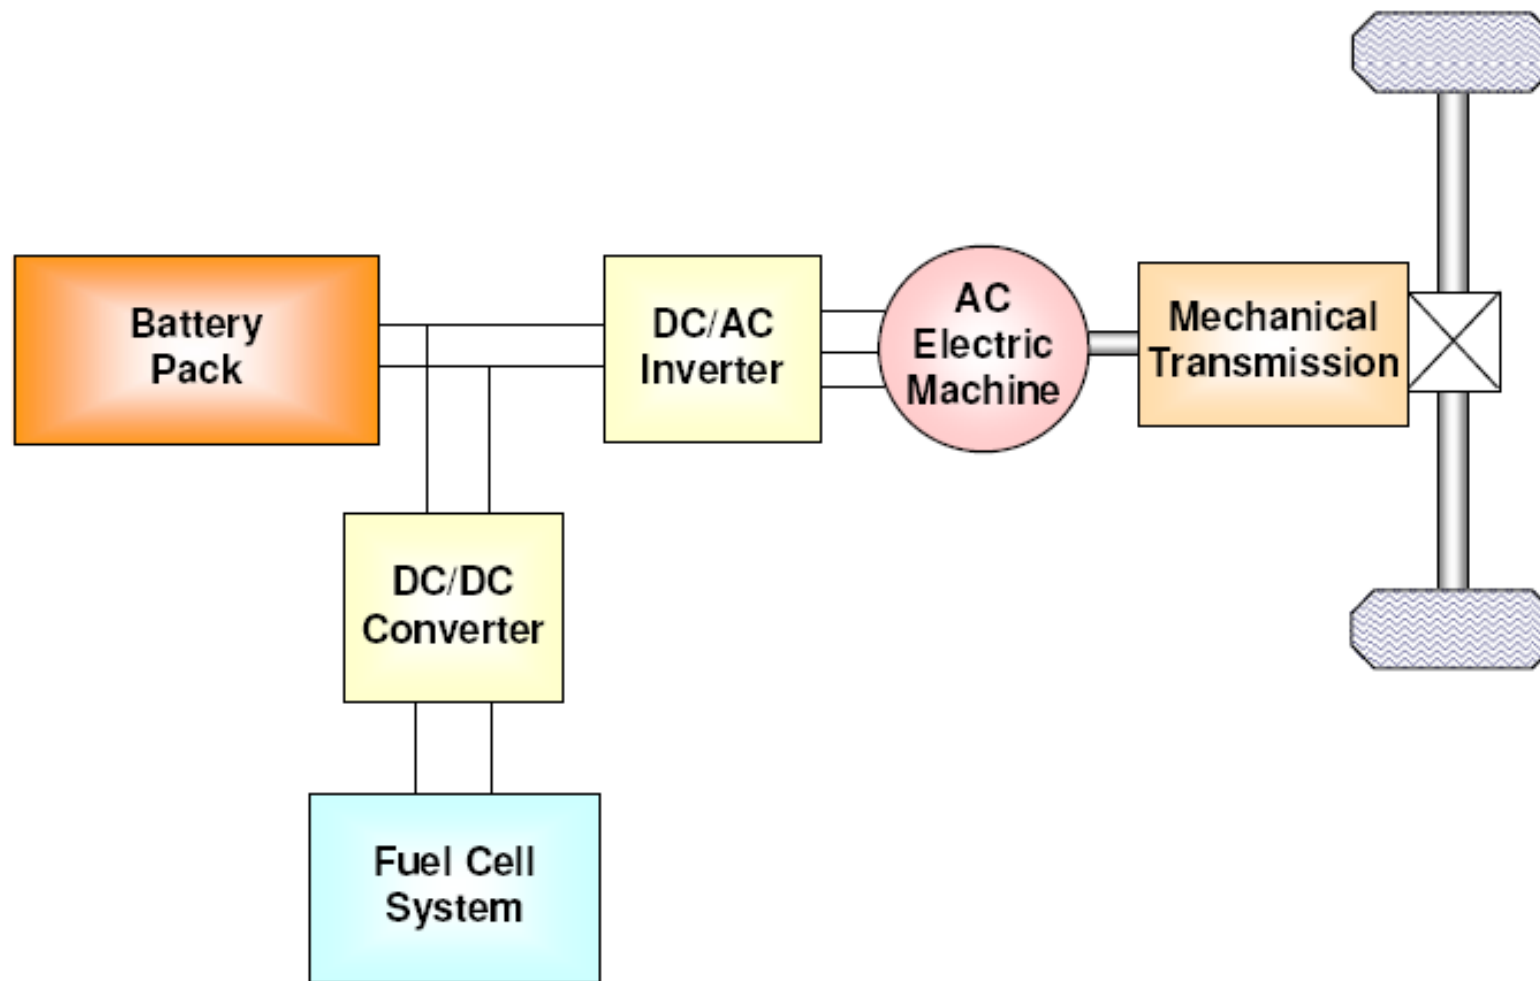 Battery
Pack
DC/AC
Inverter
AC
Electric
Machine
Mechanical
Transmission
DC/DC
Converter
Fuel Cell
System